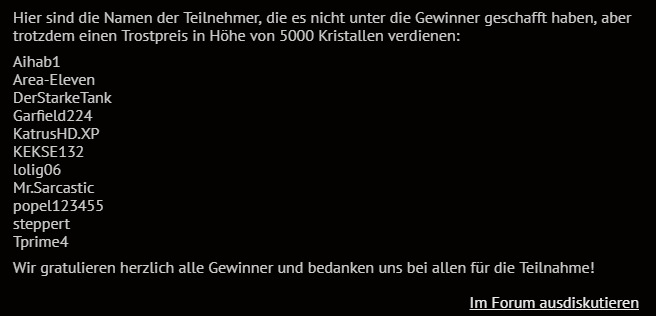 Hier sind die Namen der Teilnehmer, die es nicht unter die Gewinner geschafft haben, aber
trotzdem einen Trostpreis in Höhe von 5000 Kristallen verdienen:
Aihab1
Area-Eleven
DerStarkeTank
Garfield224
KatrusHD.XP
KEKSE132
lolig06
Mr.Sarcastic
popel123455
steppert
Tprime4
Wir gratulieren herzlich alle Gewinner und bedanken uns bei allen für die Teilnahme!
Im Forum ausdiskutieren